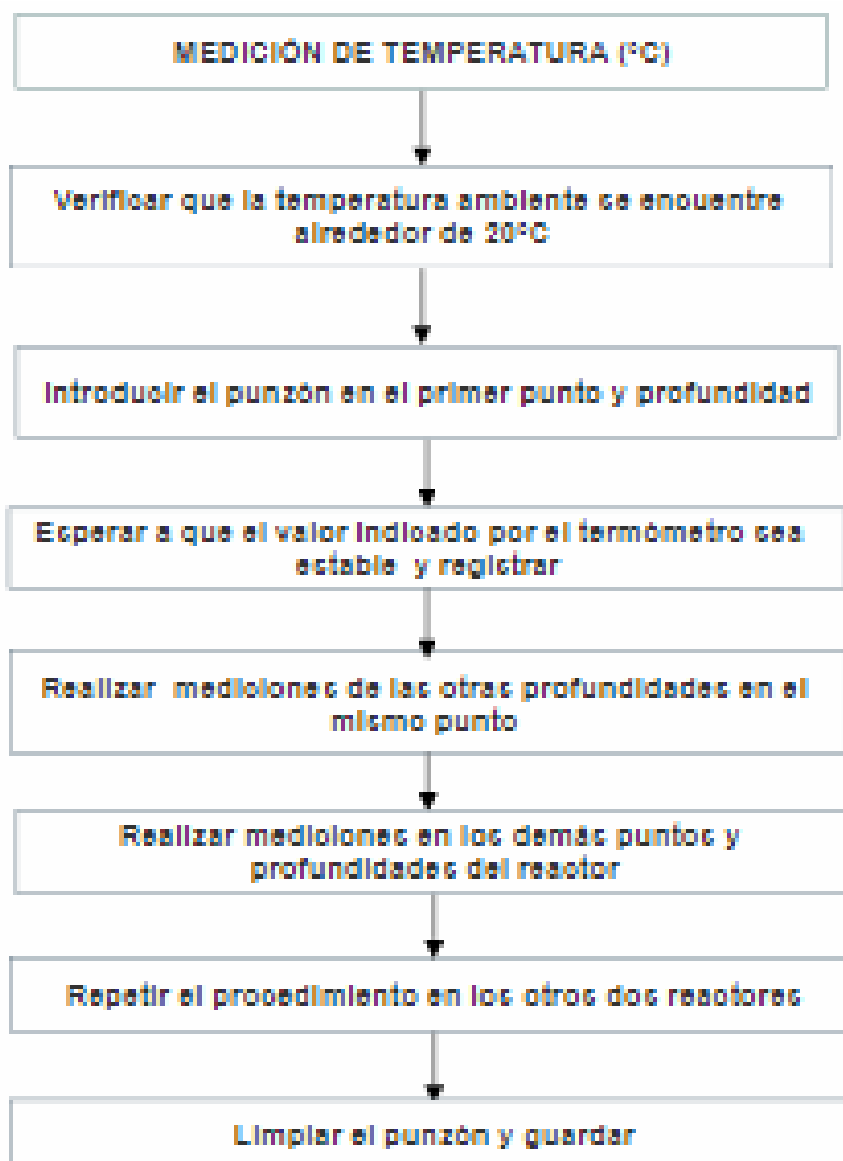 MEDICIÓN DE TEMPERATURA (ºC)
Verificar que la temperatura ambiente se encuentre
alrededor de 20ºC
Introducir el punzón en el primer punto y profundidad
Esperar a que el valor indicado por el termómetro sea
estable y registrar
Realizar mediciones de las otras profundidades en el
mismo punto
Realizar mediciones en los demás puntos y
profundidades del reactor
Repetir el procedimiento en los otros dos reactores
Limpiar el punzón y guardar